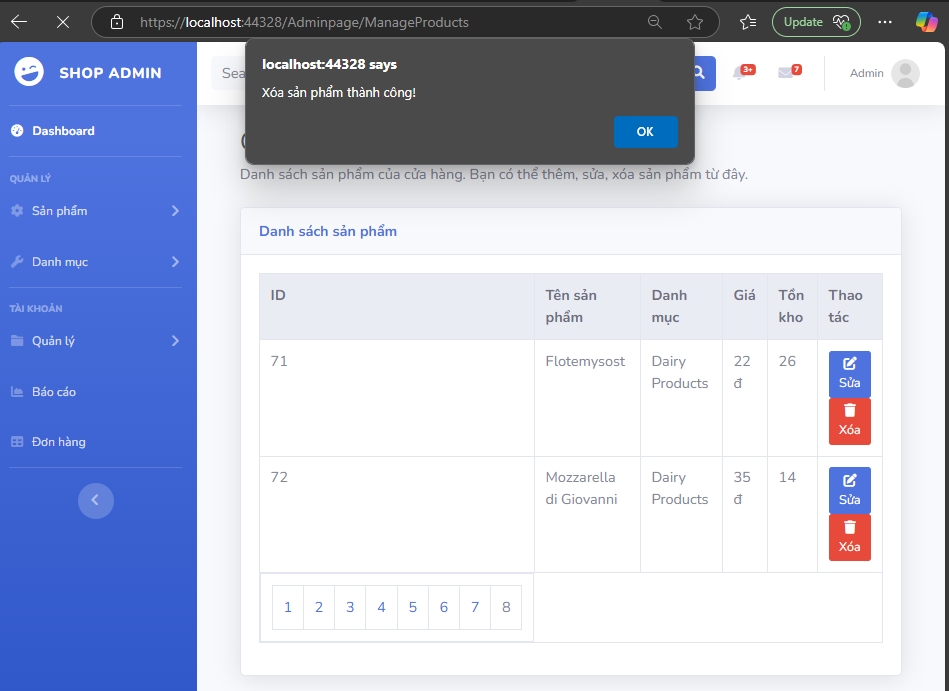 https://localhost:44328/Adminpage/ManageProducts
Update
localhost:44328 says
Xóa sản phẩm thành công!
OK
SHOP ADMIN
Sea
3+
7
Admin
Dashboard
QUẢN LÝ
Sản phẩm
Danh mục
TÀI KHOẢN
Quản lý
Báo cáo
Đơn hàng
Danh sách sản phẩm của cửa hàng. Bạn có thể thêm, sửa, xóa sản phẩm từ đây.
Danh sách sản phẩm
ID Tên sản phẩm Danh mục Giá Tồn kho Thao tác
71 Flotemysost Dairy Products 22 đ 26 Sửa Xóa
72 Mozzarella di Giovanni Dairy Products 35 đ 14 Sửa Xóa
1 2 3 4 5 6 7 8